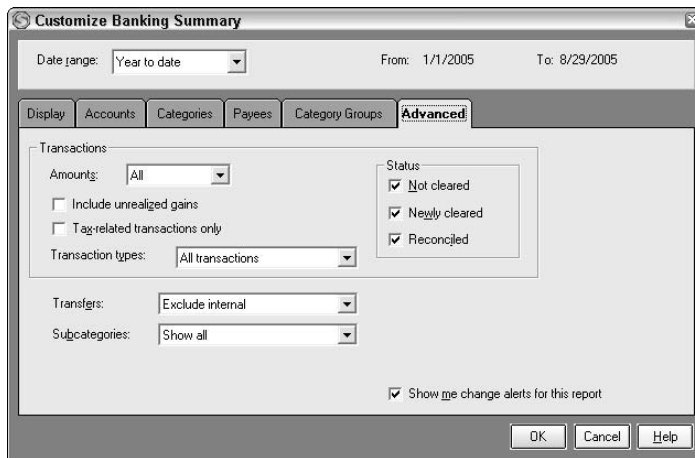 Customize Banking Summary
Date range: Year to date From: 1/1/2005 To: 8/29/2005
Display Accounts Categories Payees Category Groups Advanced
Transactions
Amounts: All
Include unrealized gains
Tax-related transactions only
Transaction types: All transactions
Status
Not cleared
Newly cleared
Reconciled
Transfers: Exclude internal
Subcategories: Show all
Show me change alerts for this report
OK Cancel Help